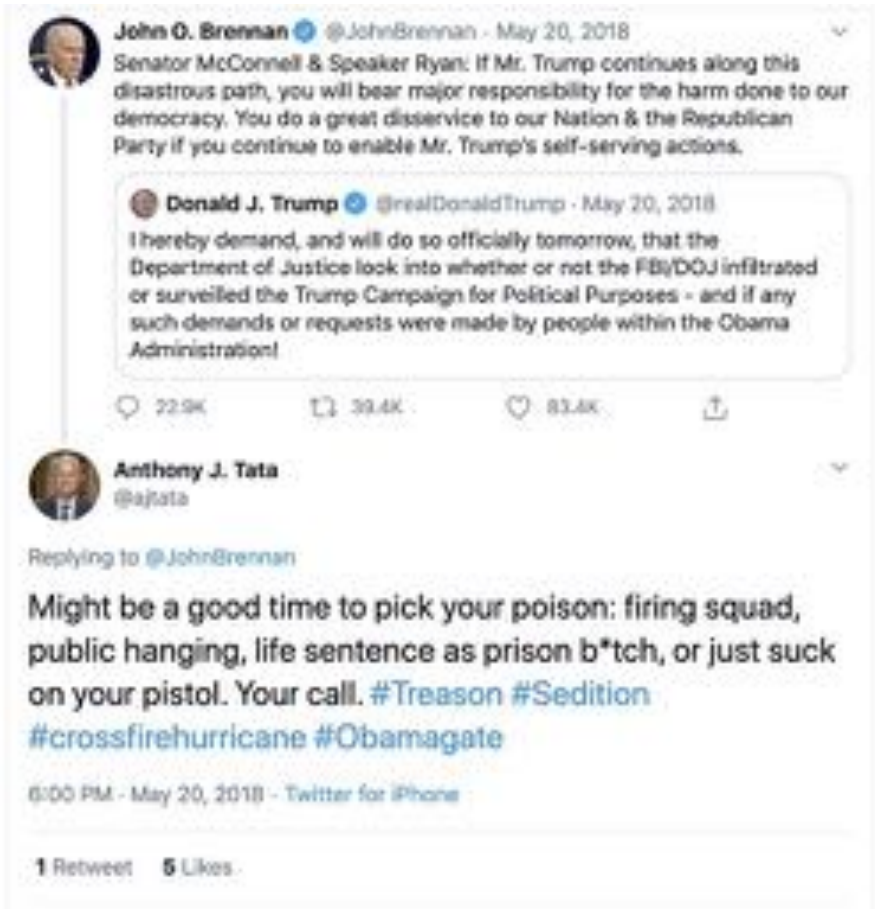 John O. Brennan @JohnBrennan · May 20, 2018
Senator McConnell & Speaker Ryan: If Mr. Trump continues along this
disastrous path, you will bear major responsibility for the harm done to our
democracy. You do a great disservice to our Nation & the Republican
Party if you continue to enable Mr. Trump's self-serving actions.
Donald J. Trump @realDonaldTrump · May 20, 2018
I hereby demand, and will do so officially tomorrow, that the
Department of Justice look into whether or not the FBI/DOJ infiltrated
or surveilled the Trump Campaign for Political Purposes - and if any
such demands or requests were made by people within the Obama
Administration!
22.9K 39.4K 83.4K
Anthony J. Tata
@ajtata
Replying to @JohnBrennan
Might be a good time to pick your poison: firing squad,
public hanging, life sentence as prison b*tch, or just suck
on your pistol. Your call. #Treason #Sedition
#crossfirehurricane #Obamagate
6:00 PM · May 20, 2018 · Twitter for iPhone
1 Retweet 5 Likes